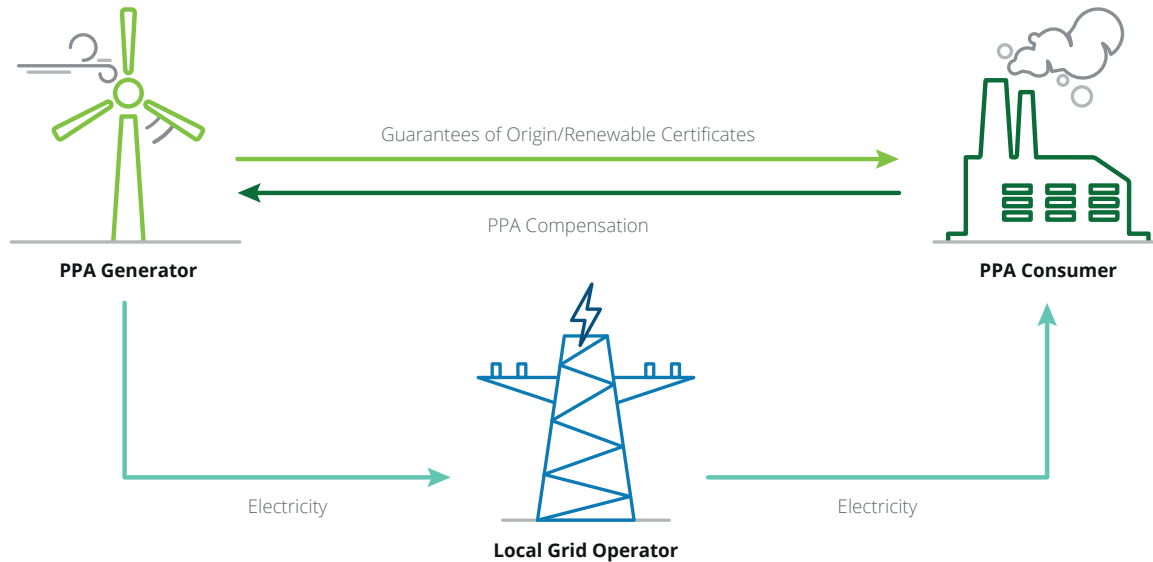 Guarantees of Origin/Renewable Certificates
PPA Compensation
PPA Generator
PPA Consumer
Electricity
Electricity
Local Grid Operator